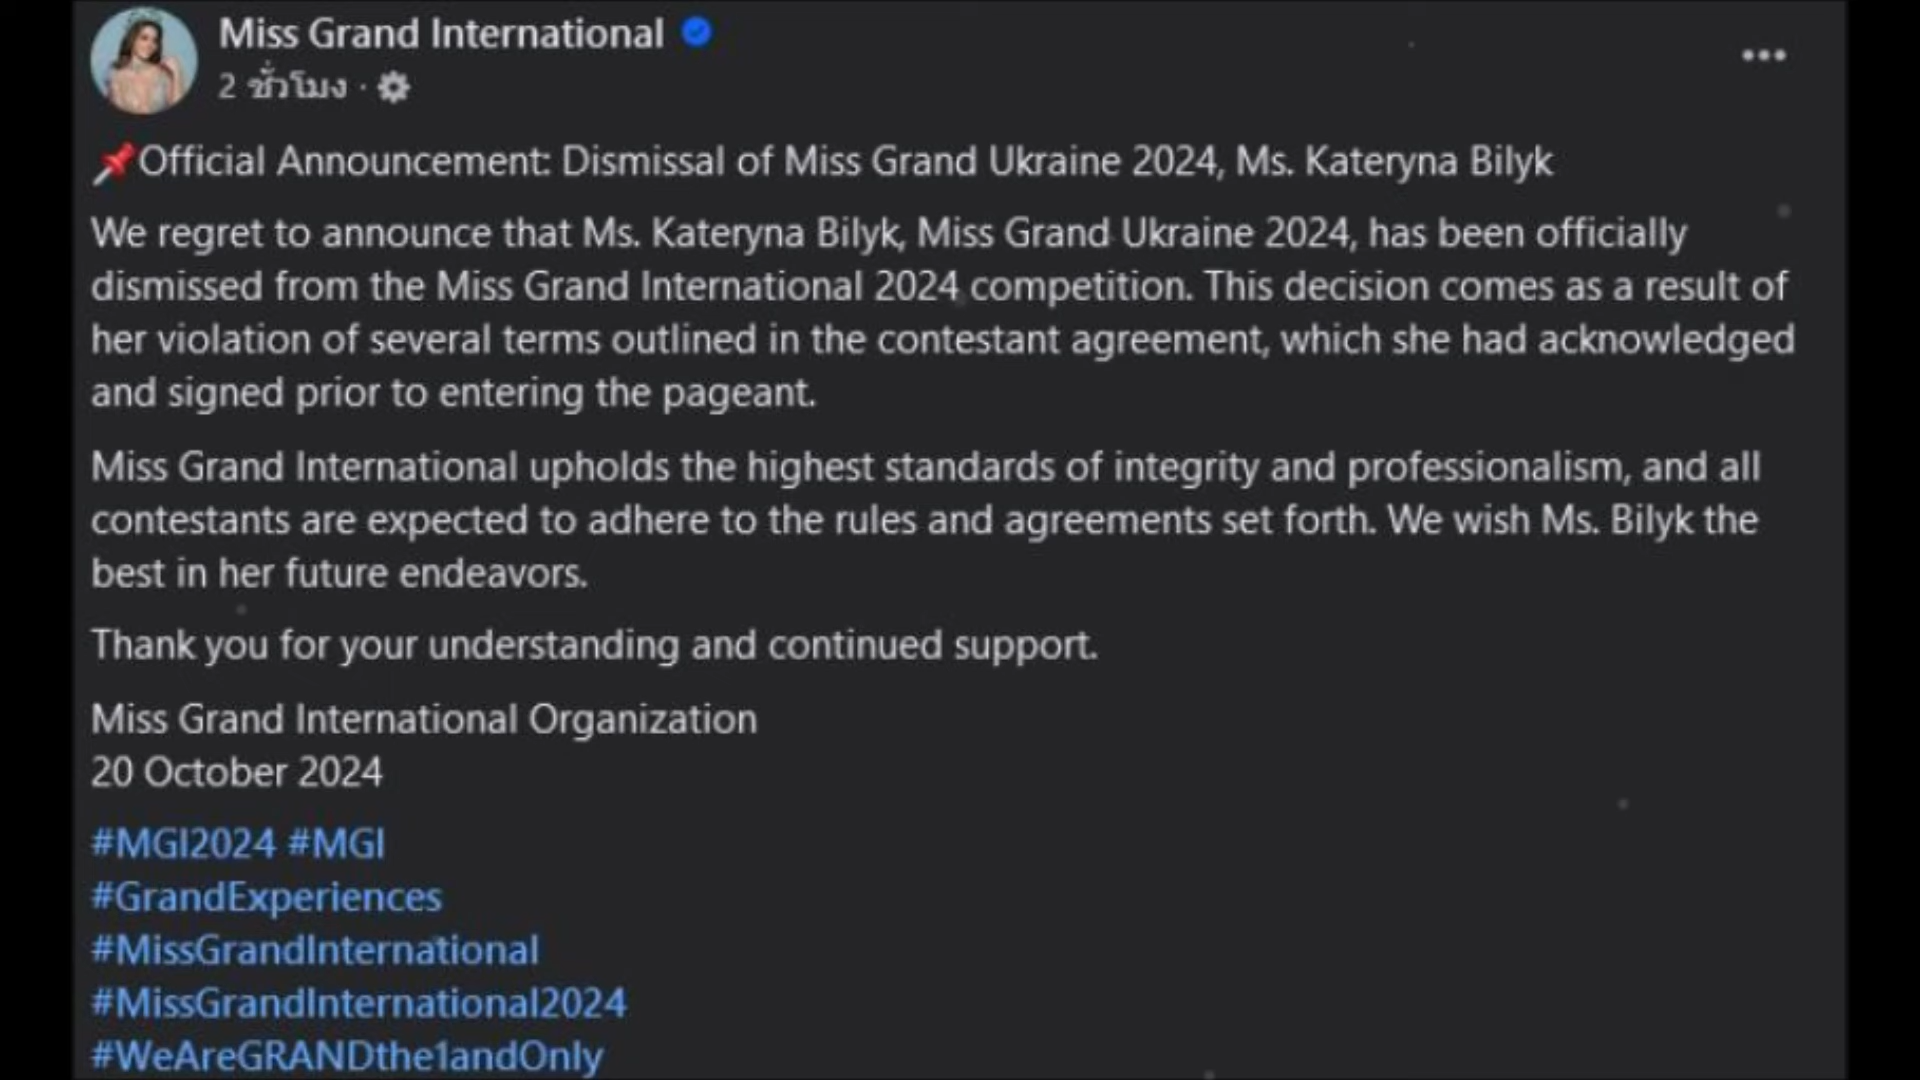 Miss Grand International
2 ชั่วโมง ·
📌Official Announcement: Dismissal of Miss Grand Ukraine 2024, Ms. Kateryna Bilyk
We regret to announce that Ms. Kateryna Bilyk, Miss Grand Ukraine 2024, has been officially
dismissed from the Miss Grand International 2024 competition. This decision comes as a result of
her violation of several terms outlined in the contestant agreement, which she had acknowledged
and signed prior to entering the pageant.
Miss Grand International upholds the highest standards of integrity and professionalism, and all
contestants are expected to adhere to the rules and agreements set forth. We wish Ms. Bilyk the
best in her future endeavors.
Thank you for your understanding and continued support.
Miss Grand International Organization
20 October 2024
#MGI2024 #MGI
#GrandExperiences
#MissGrandInternational
#MissGrandInternational2024
#WeAreGRANDthe1andOnly